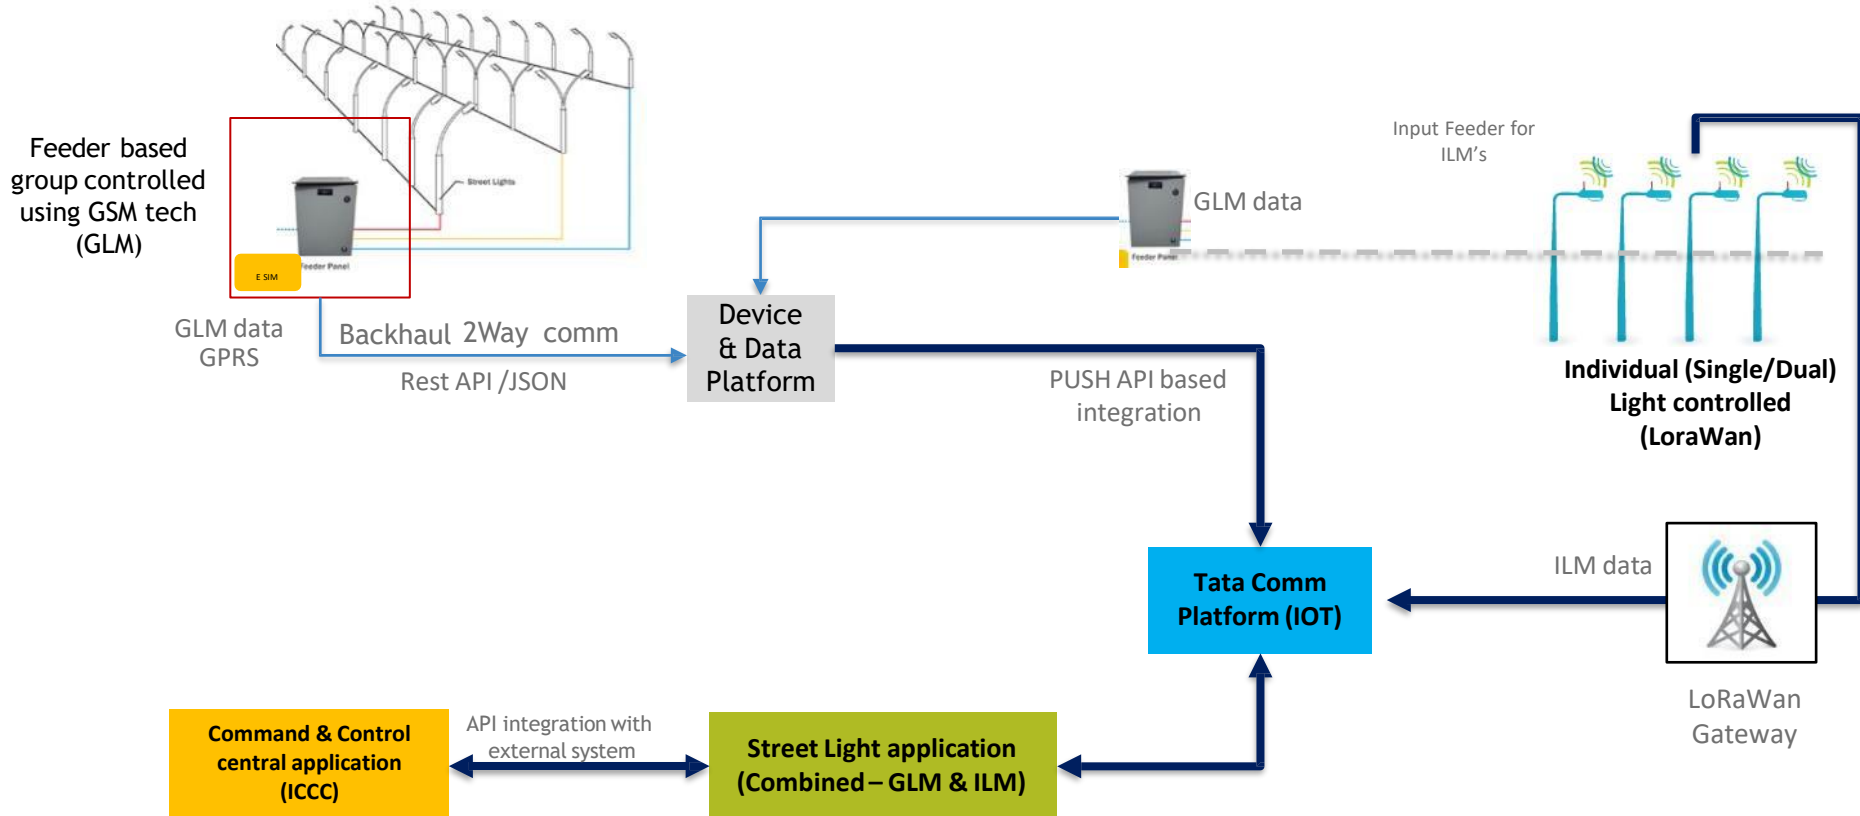 Street Lights
Feeder based
group controlled
using GSM tech
(GLM)
E SIM
Feeder Panel
GLM data
GPRS
Backhaul 2Way comm
Rest API /JSON
Device
& Data
Platform
GLM data
Feeder Panel
Input Feeder for
ILM's
Individual (Single/Dual)
Light controlled
(LoraWan)
PUSH API based
integration
Tata Comm
Platform (IOT)
ILM data
LoRaWan
Gateway
Command & Control
central application
(ICCC)
API integration with
external system
Street Light application
(Combined – GLM & ILM)